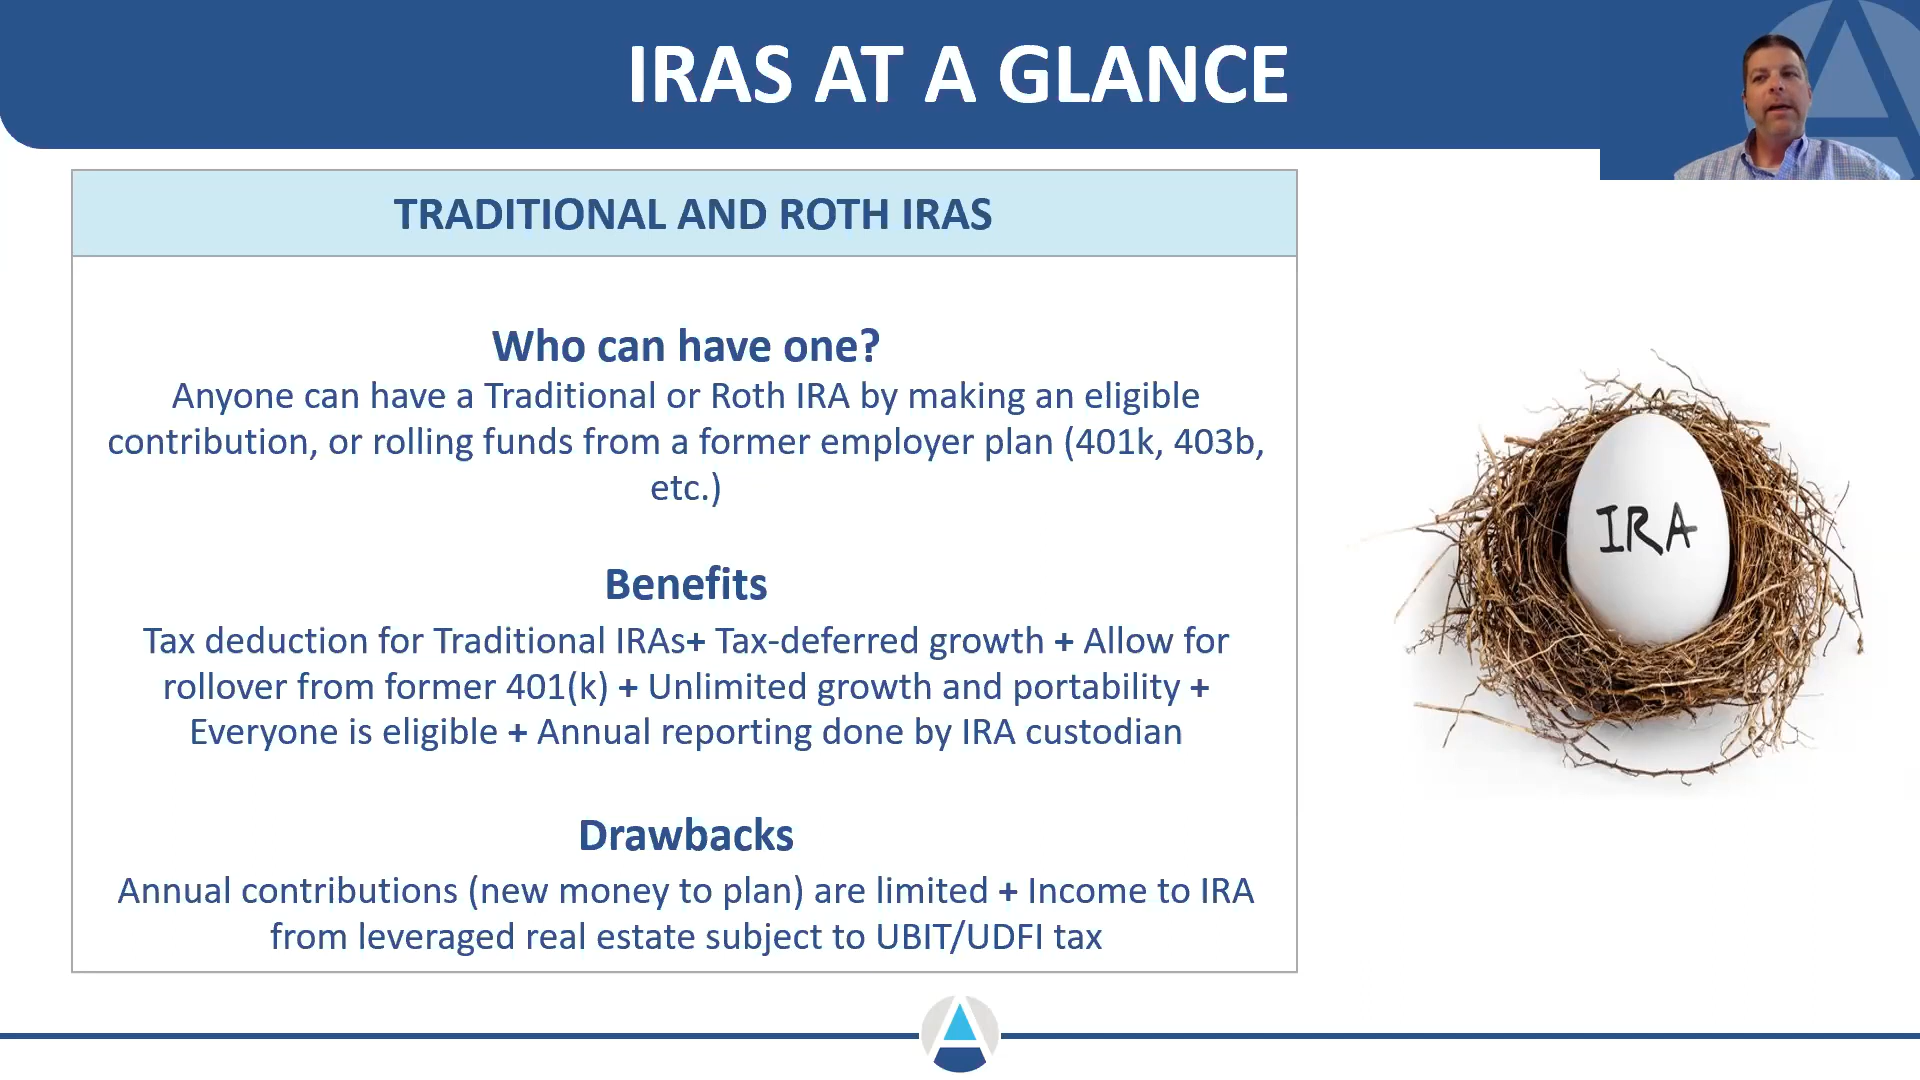 IRAS AT A GLANCE
TRADITIONAL AND ROTH IRAS
Who can have one?
Anyone can have a Traditional or Roth IRA by making an eligible
contribution, or rolling funds from a former employer plan (401k, 403b,
etc.)
Benefits
Tax deduction for Traditional IRAs+ Tax-deferred growth + Allow for
rollover from former 401(k) + Unlimited growth and portability +
Everyone is eligible + Annual reporting done by IRA custodian
Drawbacks
Annual contributions (new money to plan) are limited + Income to IRA
from leveraged real estate subject to UBIT/UDFI tax
IRA